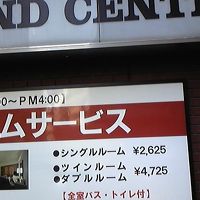 ND CENT
00～PM4:00】
ムサービス
●シングルルーム ¥2,625
●ツインルーム
●ダブルルーム ¥4,725
【全室バス・トイレ付】